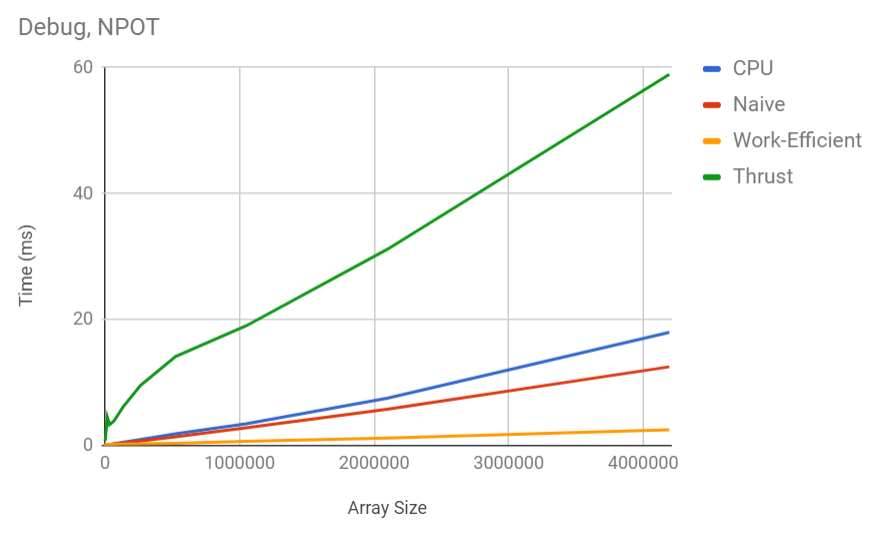 Debug, NPOT
60
40
20
0
Time (ms)
0 1000000 2000000 3000000 4000000
Array Size
CPU
Naive
Work-Efficient
Thrust